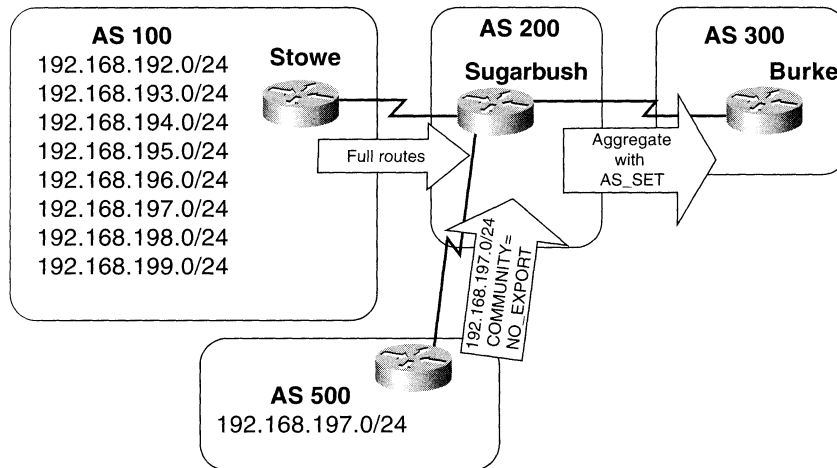 AS 100
192.168.192.0/24
192.168.193.0/24
192.168.194.0/24
192.168.195.0/24
192.168.196.0/24
192.168.197.0/24
192.168.198.0/24
192.168.199.0/24
Stowe
Full routes
AS 200
Sugarbush
AS 300
Burke
Aggregate
with
AS_SET
192.168.197.0/24
COMMUNITY=
NO_EXPORT
AS 500
192.168.197.0/24